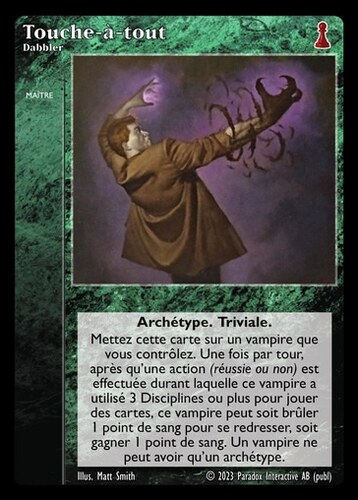 Touche-à-tout
Dabbler
MAÎTRE
Archétype. Triviale.
Mettez cette carte sur un vampire que
vous contrôlez. Une fois par tour,
après qu'une action (réussie ou non) est
effectuée durant laquelle ce vampire a
utilisé 3 Disciplines ou plus pour jouer
des cartes, ce vampire peut soit brûler
1 point de sang pour se redresser, soit
gagner 1 point de sang. Un vampire ne
peut avoir qu'un archétype.
Illus. Matt Smith © 2023 Paradox Interactive AB (publ)